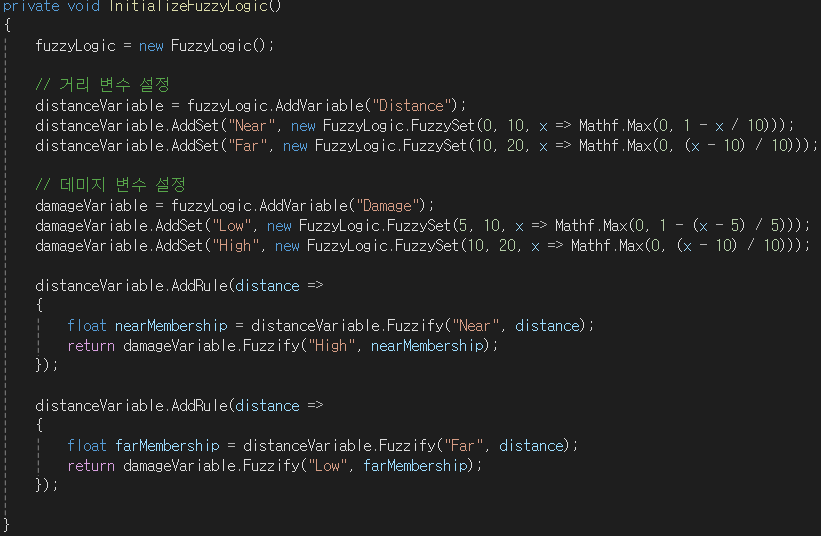 private void InitializeFuzzyLogic()
{
fuzzyLogic = new FuzzyLogic();
// 거리 변수 설정
distanceVariable = fuzzyLogic.AddVariable("Distance");
distanceVariable.AddSet("Near", new FuzzyLogic.FuzzySet(0, 10, x => Mathf.Max(0, 1 - x / 10)));
distanceVariable.AddSet("Far", new FuzzyLogic.FuzzySet(10, 20, x => Mathf.Max(0, (x - 10) / 10)));
// 데미지 변수 설정
damageVariable = fuzzyLogic.AddVariable("Damage");
damageVariable.AddSet("Low", new FuzzyLogic.FuzzySet(5, 10, x => Mathf.Max(0, 1 - (x - 5) / 5)));
damageVariable.AddSet("High", new FuzzyLogic.FuzzySet(10, 20, x => Mathf.Max(0, (x - 10) / 10)));
distanceVariable.AddRule(distance =>
{
float nearMembership = distanceVariable.Fuzzify("Near", distance);
return damageVariable.Fuzzify("High", nearMembership);
});
distanceVariable.AddRule(distance =>
{
float farMembership = distanceVariable.Fuzzify("Far", distance);
return damageVariable.Fuzzify("Low", farMembership);
});
}